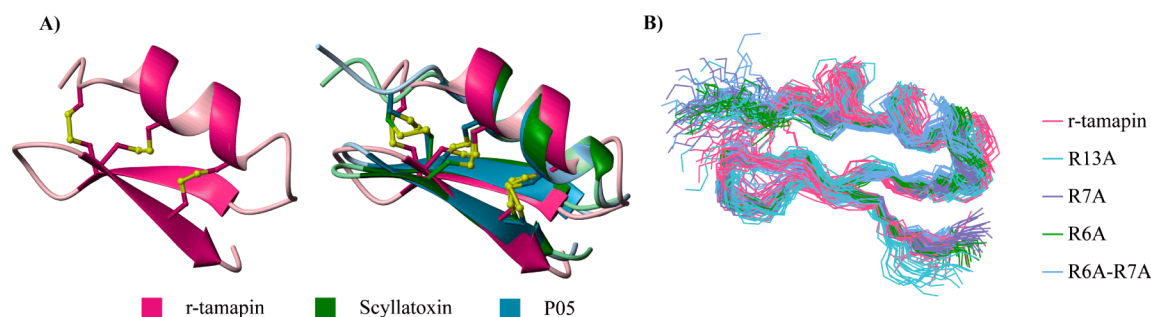 A)
r-tamapin Scyllatoxin P05
B)
r-tamapin
R13A
R7A
R6A
R6A-R7A